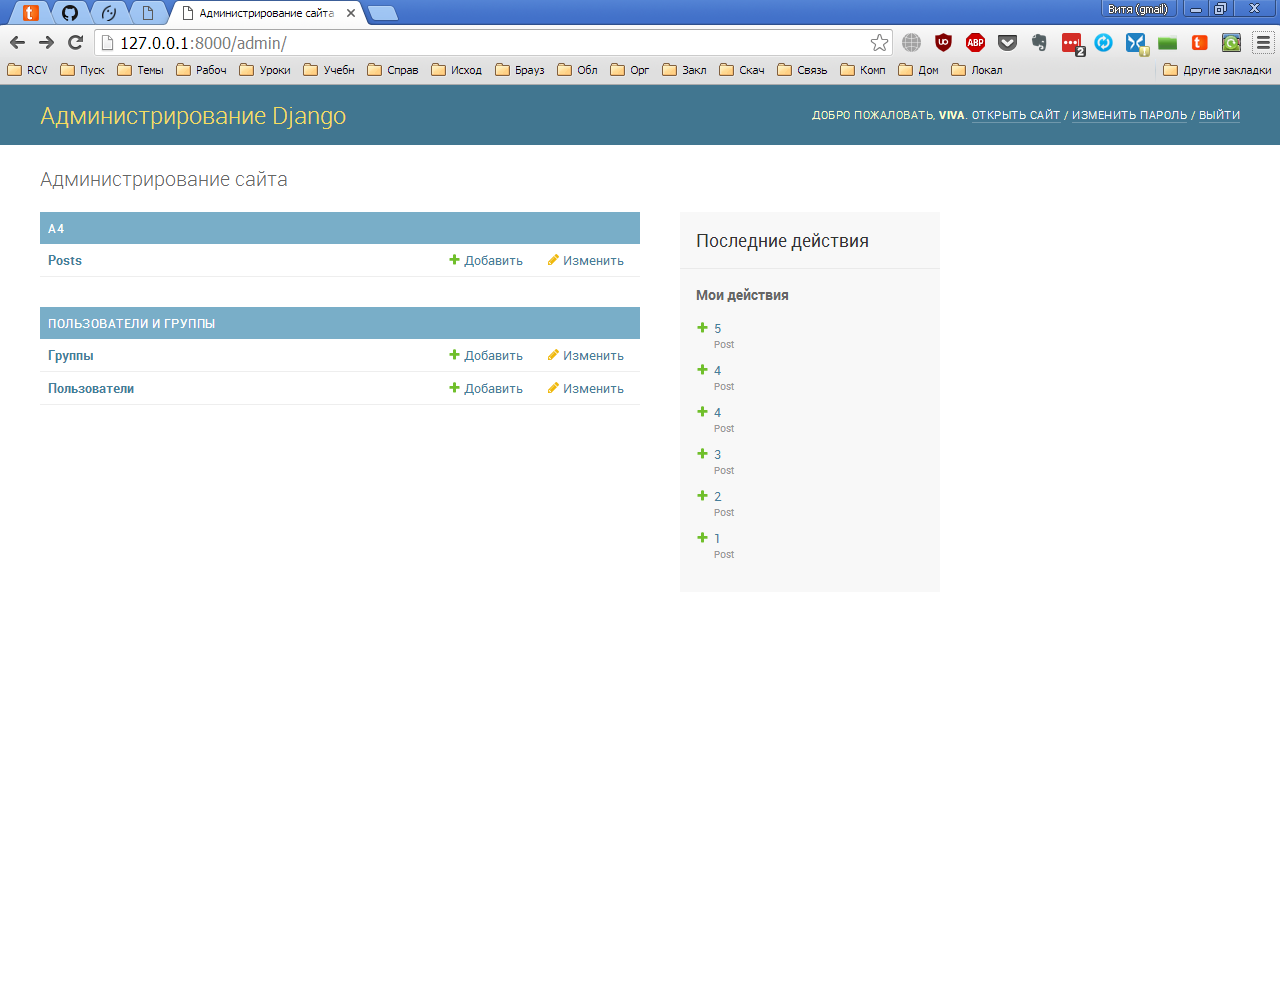 Администрирование сайта
Витя (gmail)
127.0.0.1:8000/admin/
RCV Пуск Темы Рабоч Уроки Учебн Справ Исход Брауз Обл Орг Закл Скач Связь Комп Дом Локал Другие закладки
Администрирование Django
ДОБРО ПОЖАЛОВАТЬ, VIVA. ОТКРЫТЬ САЙТ / ИЗМЕНИТЬ ПАРОЛЬ / ВЫЙТИ
Администрирование сайта
A4
Posts Добавить Изменить
ПОЛЬЗОВАТЕЛИ И ГРУППЫ
Группы Добавить Изменить
Пользователи Добавить Изменить
Последние действия
Мои действия
5
Post
4
Post
4
Post
3
Post
2
Post
1
Post